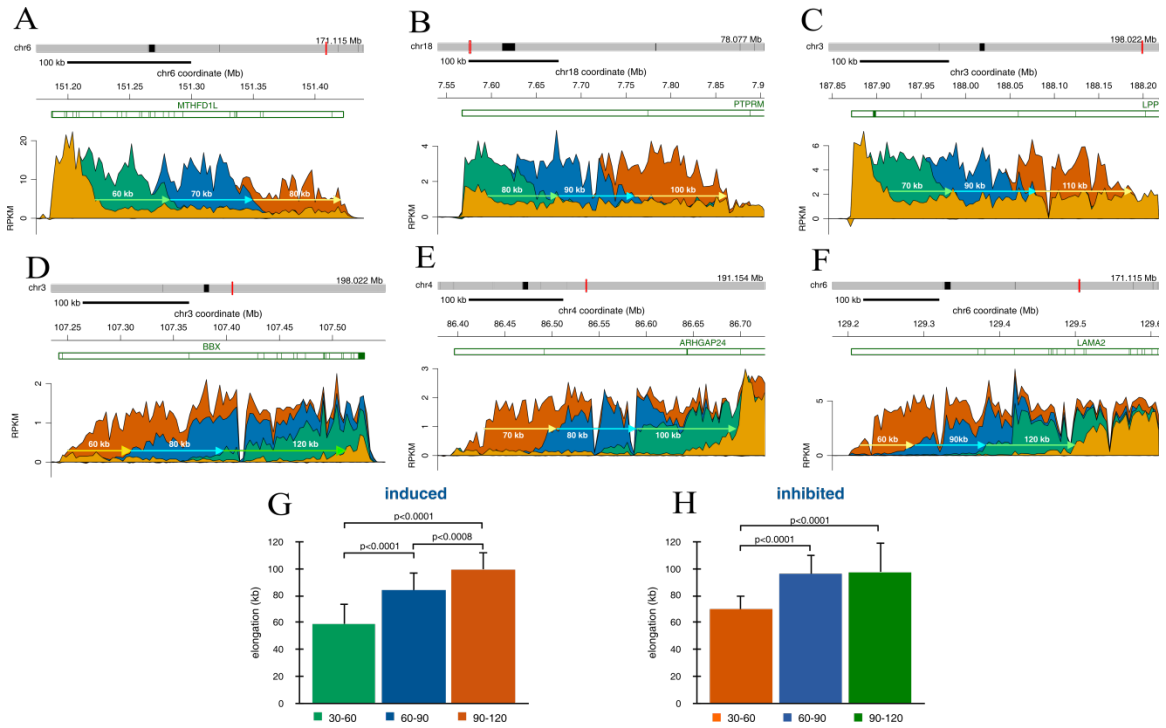 A
171.115 Mb
chr6
100 kb
chr6 coordinate (Mb)
151.20 151.25 151.30 151.35 151.40
MTHFD1L
RPKM
0 10 20
60 kb 70 kb 80 kb
B
78.077 Mb
chr18
100 kb
chr18 coordinate (Mb)
7.55 7.60 7.65 7.70 7.75 7.80 7.85 7.90
PTPRM
RPKM
0 2 4
80 kb 90 kb 100 kb
C
198.022 Mb
chr3
100 kb
chr3 coordinate (Mb)
187.85 187.90 187.95 188.00 188.05 188.10 188.15 188.20
LPP
RPKM
0 2 4 6
70 kb 90 kb 110 kb
D
198.022 Mb
chr3
100 kb
chr3 coordinate (Mb)
107.25 107.30 107.35 107.40 107.45 107.50
BBX
RPKM
0 1 2
60 kb 80 kb 120 kb
E
191.154 Mb
chr4
100 kb
chr4 coordinate (Mb)
86.40 86.45 86.50 86.55 86.60 86.65 86.70
ARHGAP24
RPKM
0 1 2 3
70 kb 80 kb 100 kb
F
171.115 Mb
chr6
100 kb
chr6 coordinate (Mb)
129.2 129.3 129.4 129.5 129.6
LAMA2
RPKM
0 5
60 kb 90kb 120 kb
G
induced
p<0.0001
p<0.0001 p<0.0008
elongation (kb)
120
100
80
60
40
20
0
30-60 60-90 90-120
H
inhibited
p<0.0001
p<0.0001
elongation (kb)
120
100
80
60
40
20
0
30-60 60-90 90-120